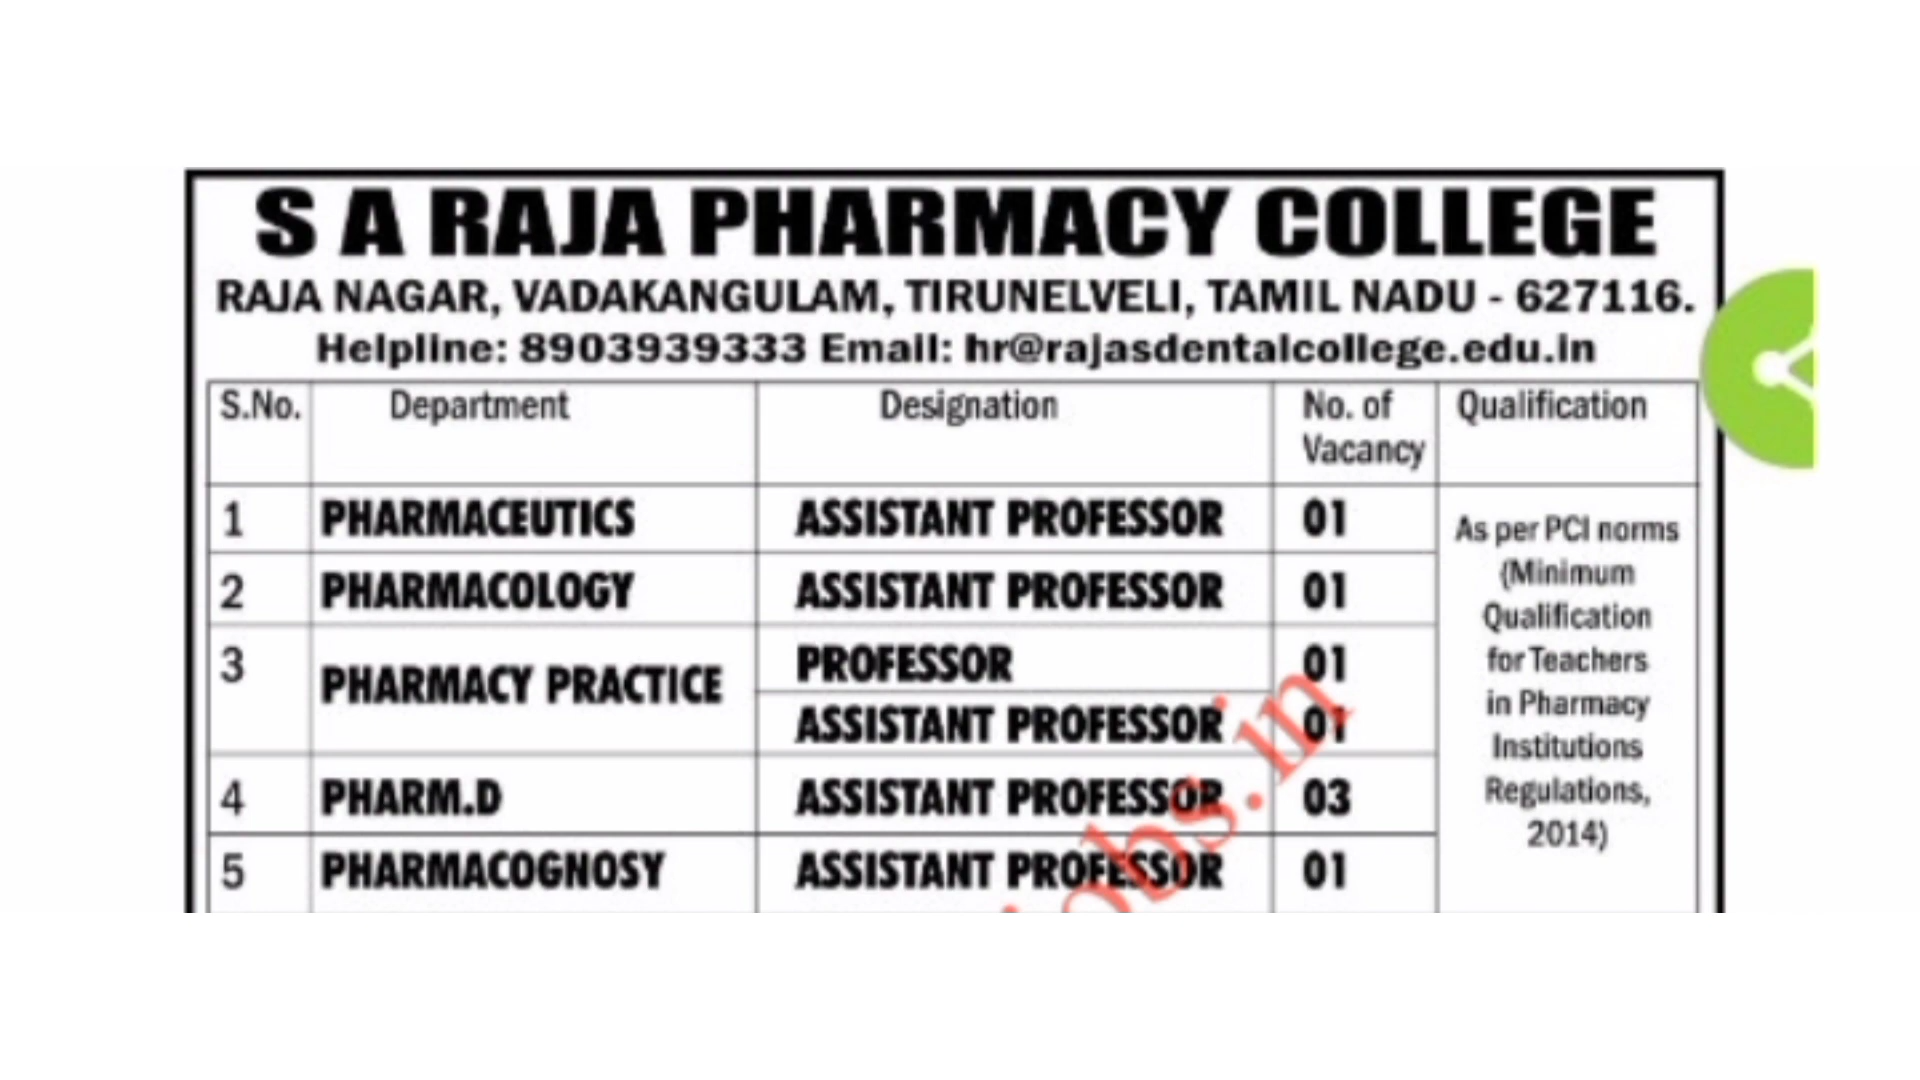 S A RAJA PHARMACY COLLEGE
RAJA NAGAR, VADAKANGULAM, TIRUNELVELI, TAMIL NADU - 627116.
Helpline: 8903939333 Email: hr@rajasdentalcollege.edu.in
S.No. Department Designation No. of Vacancy Qualification
1 PHARMACEUTICS ASSISTANT PROFESSOR 01
2 PHARMACOLOGY ASSISTANT PROFESSOR 01
3 PHARMACY PRACTICE PROFESSOR 01
ASSISTANT PROFESSOR 01
4 PHARM.D ASSISTANT PROFESSOR 03
5 PHARMACOGNOSY ASSISTANT PROFESSOR 01
As per PCI norms
(Minimum
Qualification
for Teachers
in Pharmacy
Institutions
Regulations,
2014)
obs.in